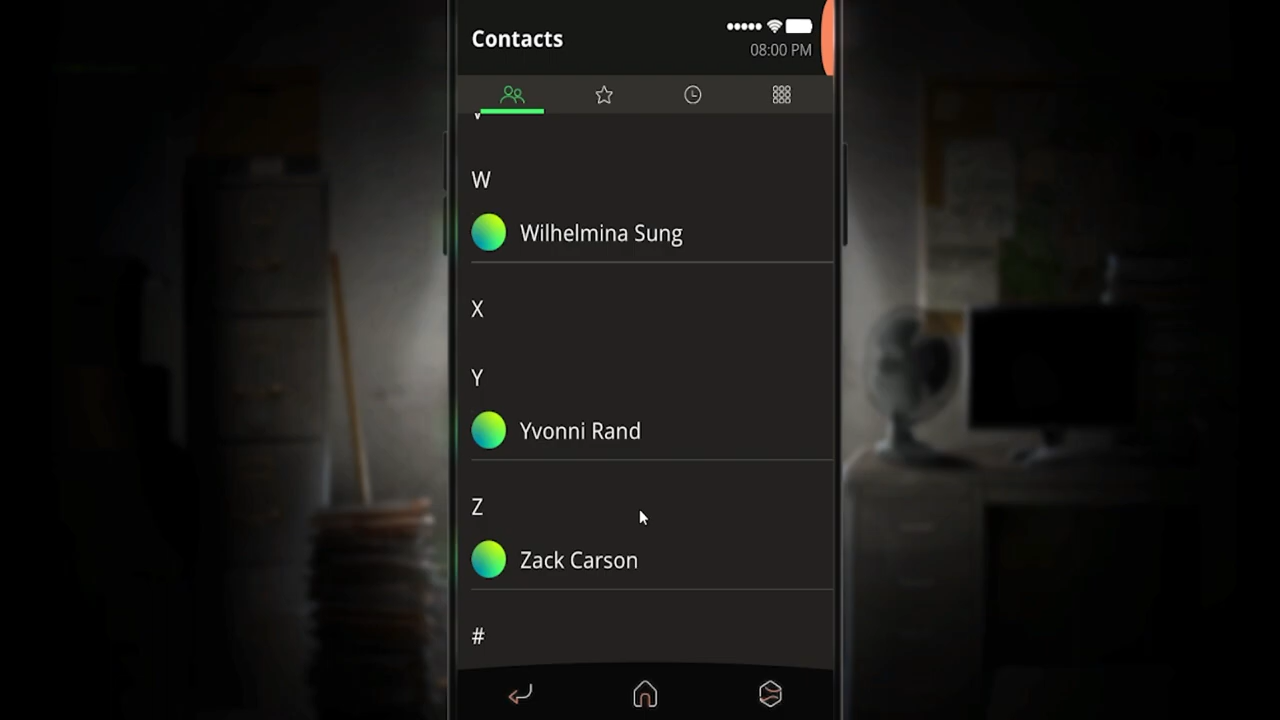 Contacts
08:00 PM
W
Wilhelmina Sung
X
Y
Yvonni Rand
Z
Zack Carson
#